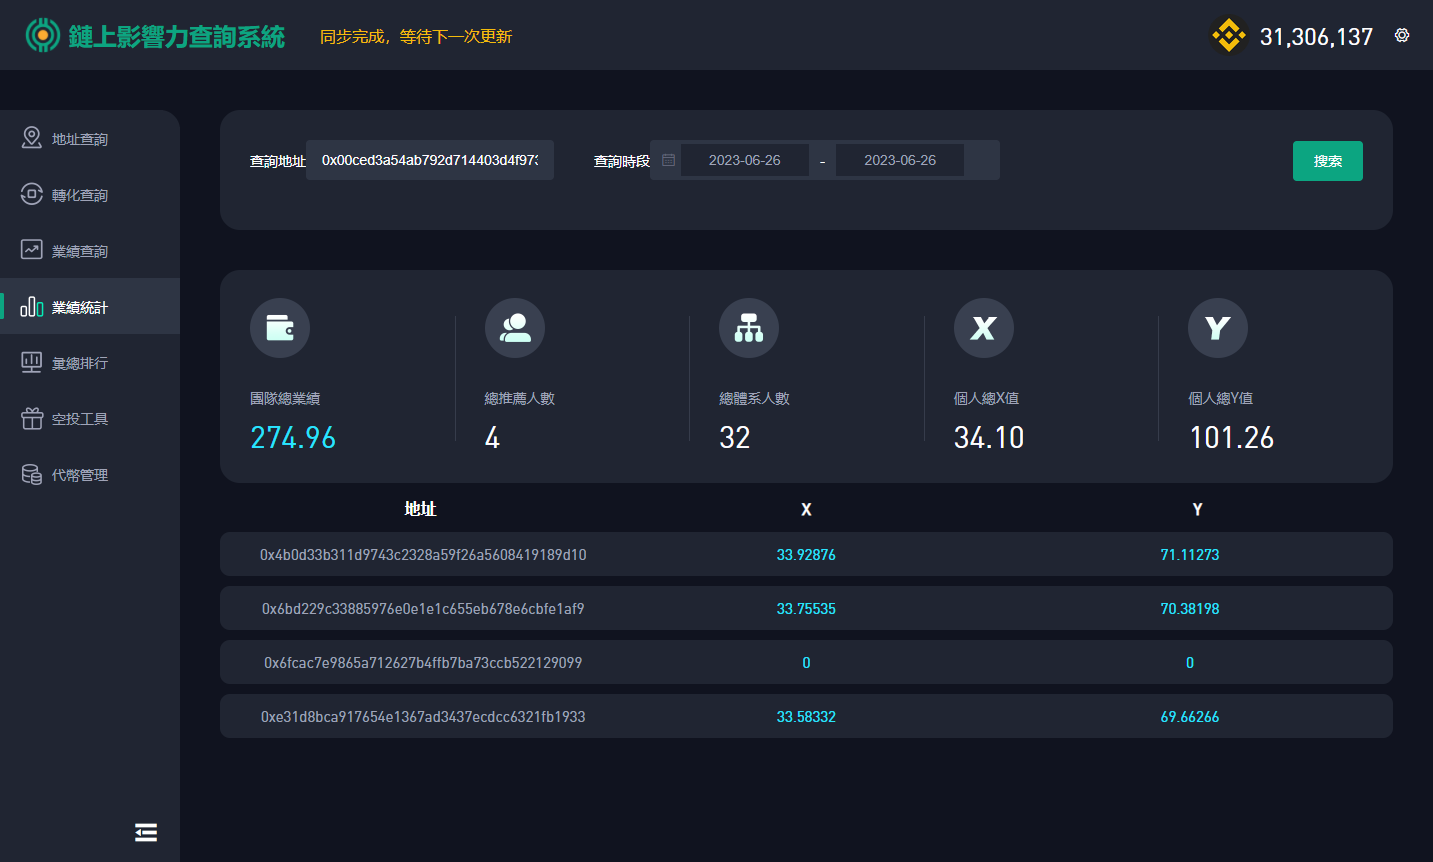 鏈上影響力查詢系統
同步完成，等待下一次更新
31,306,137
地址查詢
轉化查詢
業績查詢
業績統計
彙總排行
空投工具
代幣管理
查詢地址 0x00ced3a54ab792d714403d4f973
查詢時段 2023-06-26 - 2023-06-26
搜索
團隊總業績
274.96
總推薦人數
4
總體系人數
32
個人總X值
34.10
個人總Y值
101.26
地址 X Y
0x4b0d33b311d9743c2328a59f26a5608419189d10 33.92876 71.11273
0x6bd229c33885976e0e1e1c655eb678e6cbfe1af9 33.75535 70.38198
0x6fcac7e9865a712627b4ffb7ba73ccb522129099 0 0
0xe31d8bca917654e1367ad3437ecdcc6321fb1933 33.58332 69.66266